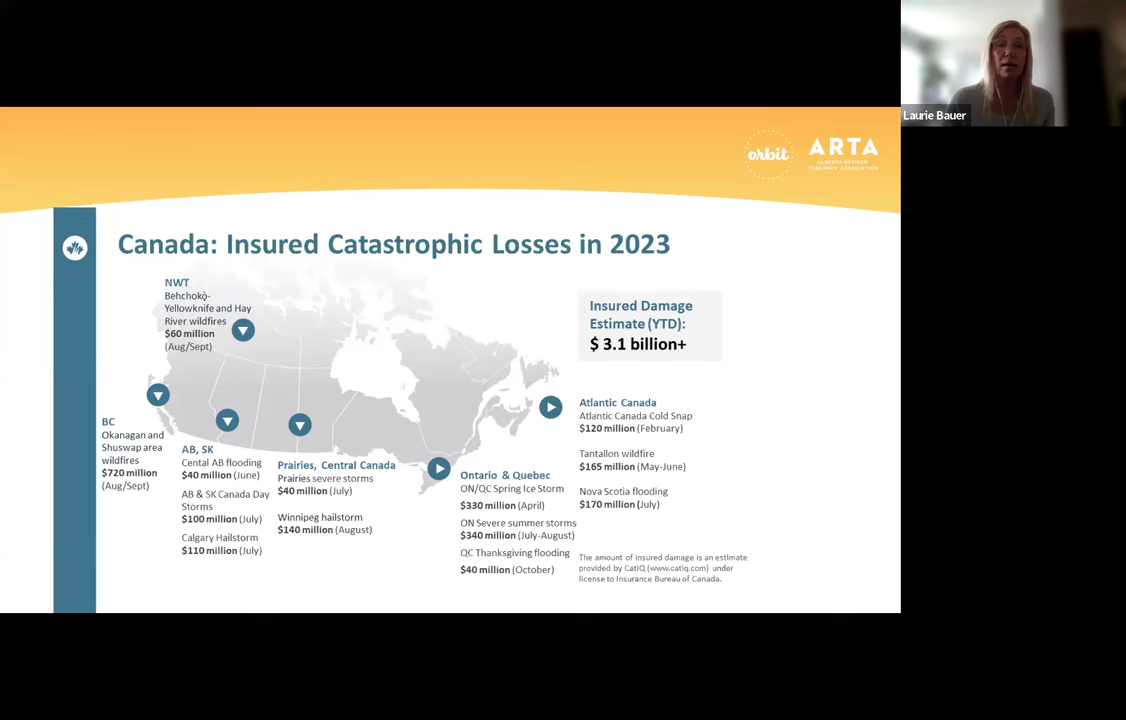 Laurie Bauer
orbit
ARTA
ALBERTA RETIRED
TEACHERS' ASSOCIATION
Canada: Insured Catastrophic Losses in 2023
NWT
Behchokǫ̀-
Yellowknife and Hay
River wildfires
$60 million
(Aug/Sept)
Insured Damage
Estimate (YTD):
$ 3.1 billion+
BC
Okanagan and
Shuswap area
wildfires
$720 million
(Aug/Sept)
AB, SK
Cental AB flooding
$40 million (June)
AB & SK Canada Day
Storms
$100 million (July)
Calgary Hailstorm
$110 million (July)
Prairies, Central Canada
Prairies severe storms
$40 million (July)
Winnipeg hailstorm
$140 million (August)
Ontario & Quebec
ON/QC Spring Ice Storm
$330 million (April)
ON Severe summer storms
$340 million (July-August)
QC Thanksgiving flooding
$40 million (October)
Atlantic Canada
Atlantic Canada Cold Snap
$120 million (February)
Tantallon wildfire
$165 million (May-June)
Nova Scotia flooding
$170 million (July)
The amount of insured damage is an estimate
provided by CatIQ (www.catiq.com) under
license to Insurance Bureau of Canada.